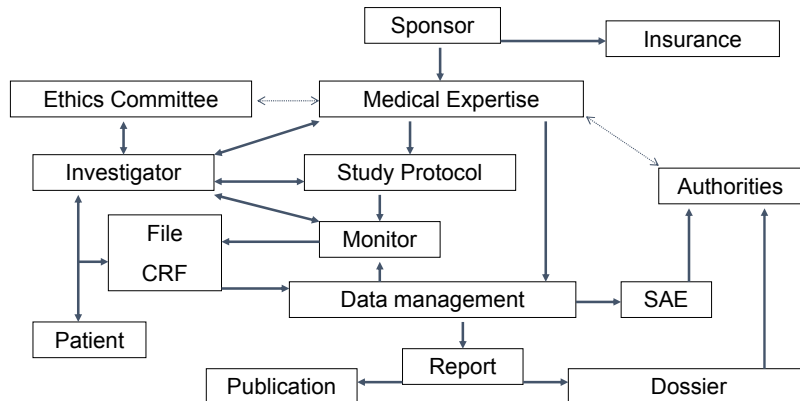 Sponsor
Insurance
Ethics Committee
Medical Expertise
Investigator
Study Protocol
Authorities
File
CRF
Monitor
Data management
SAE
Patient
Report
Publication
Dossier